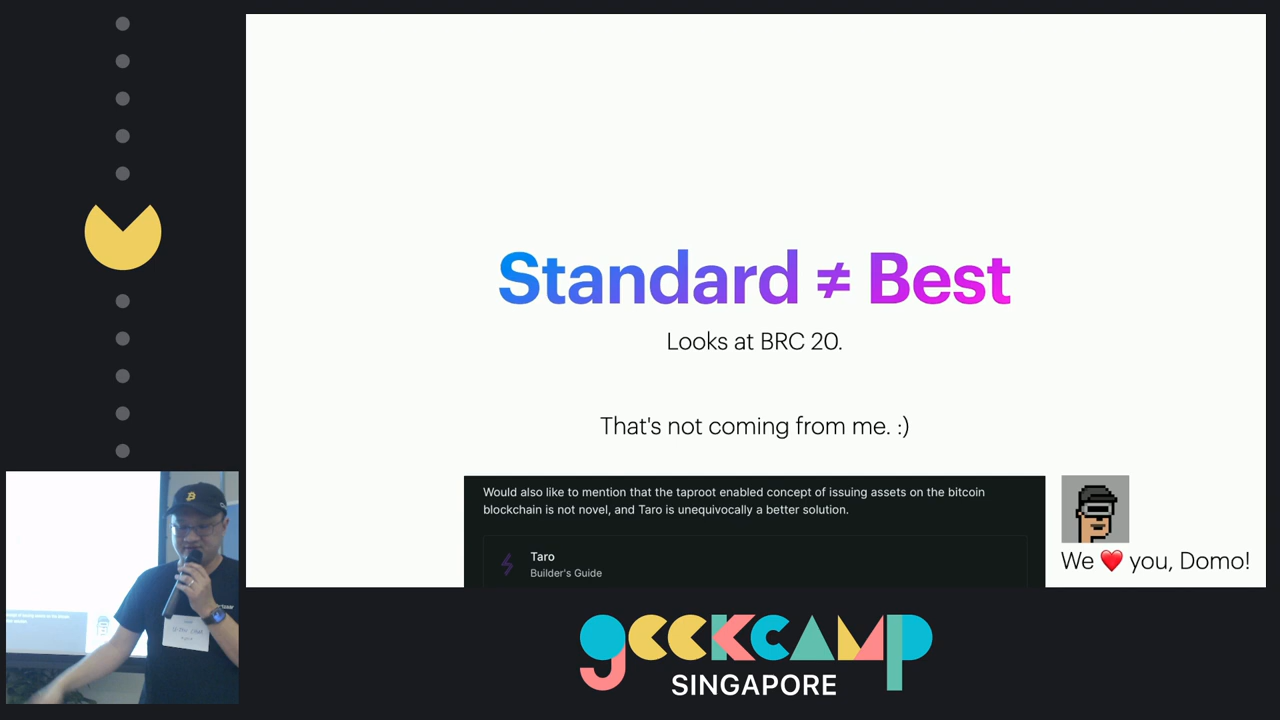 Standard ≠ Best
Looks at BRC 20.
That's not coming from me. :)
Would also like to mention that the taproot enabled concept of issuing assets on the bitcoin
blockchain is not novel, and Taro is unequivocally a better solution.
Taro
Builder's Guide
We ❤️ you, Domo!
geekcamp
SINGAPORE